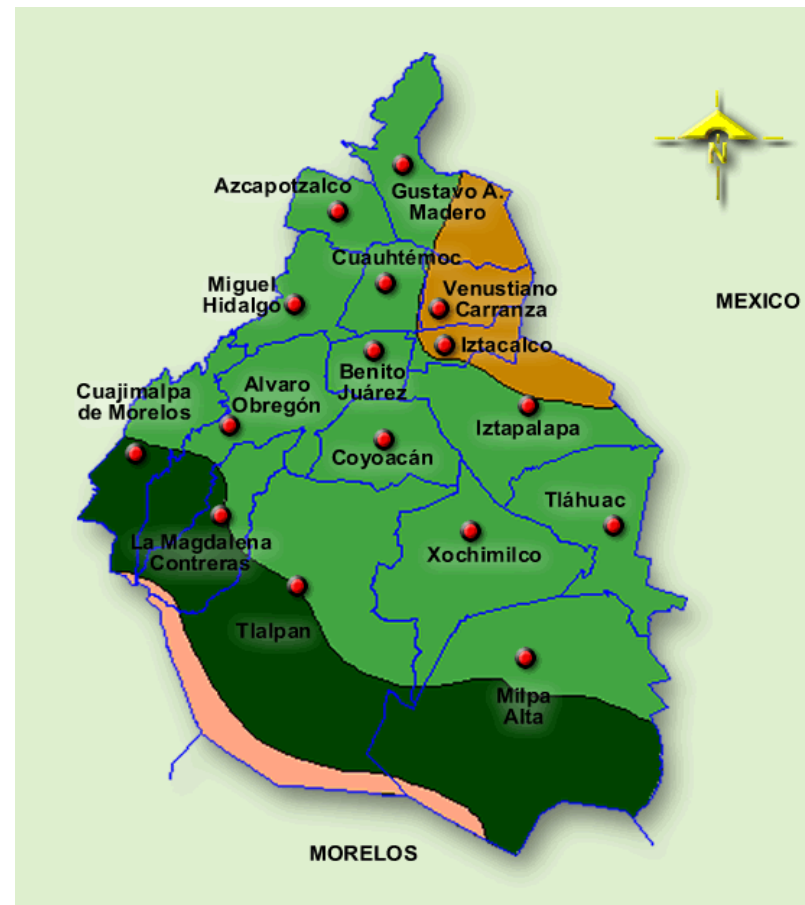 Azcapotzalco
Gustavo A.
Madero
N
Cuauhtémoc
Miguel
Hidalgo
Venustiano
Carranza
MEXICO
Iztacalco
Benito
Juárez
Cuajimalpa
de Morelos
Alvaro
Obregón
Iztapalapa
Coyoacán
Tláhuac
La Magdalena
Contreras
Xochimilco
Tlalpan
Milpa
Alta
MORELOS